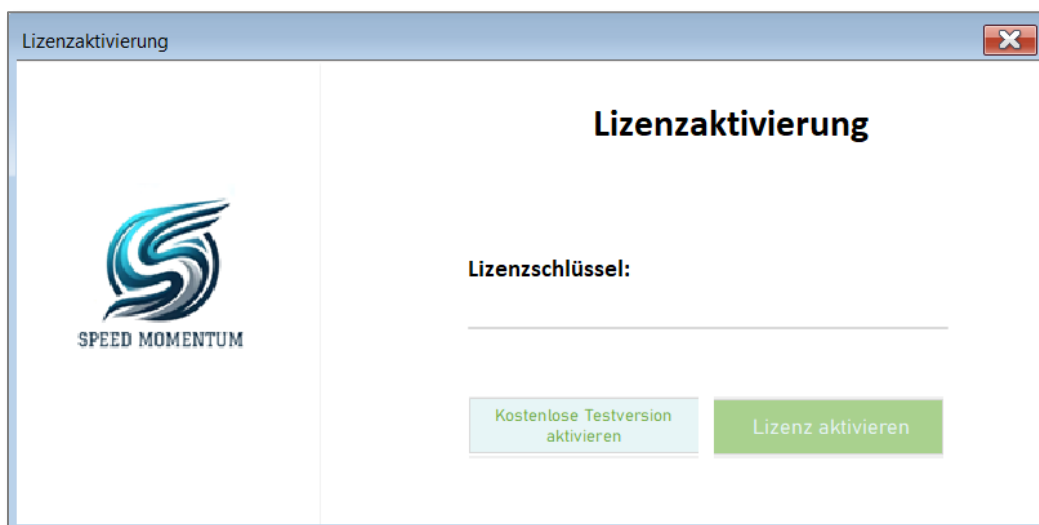 Lizenzaktivierung
Lizenzaktivierung
SPEED MOMENTUM
Lizenzschlüssel:
Kostenlose Testversion
aktivieren
Lizenz aktivieren